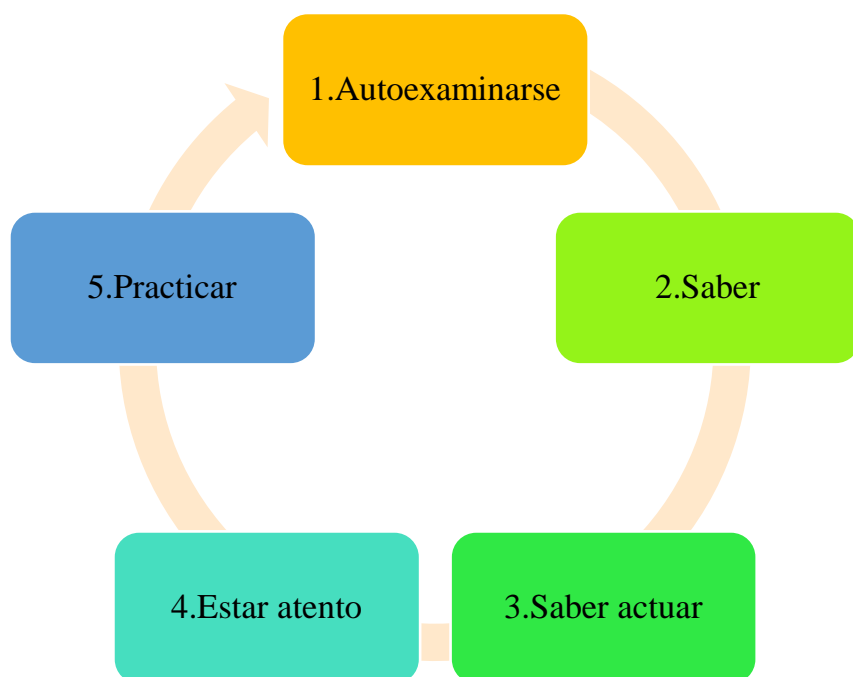 1.Autoexaminarse
2.Saber
3.Saber actuar
4.Estar atento
5.Practicar